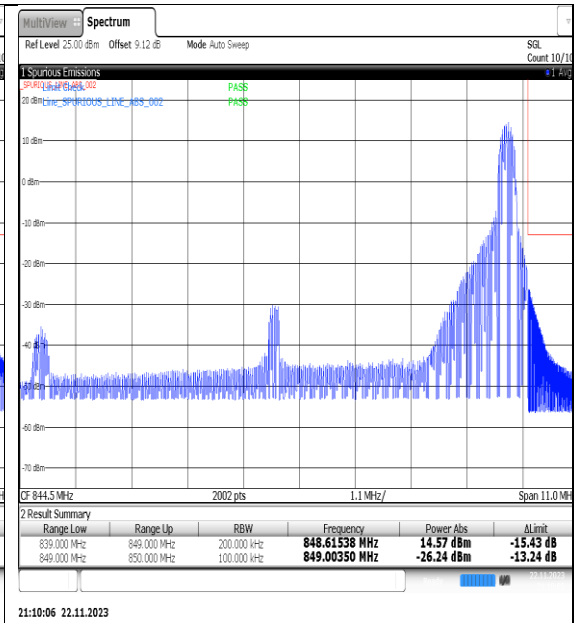 MultiView Spectrum
Ref Level 25.00 dBm Offset 9.12 dB Mode Auto Sweep SGL
Count 10/10
1 Spurious Emissions 1 Avg
Limit Check PASS
20 dBm Line _SPURIOUS_LINE_ABS_002 PASS
10 dBm
0 dBm
-10 dBm
-20 dBm
-30 dBm
-40 dBm
-50 dBm
-60 dBm
-70 dBm
CF 844.5 MHz 2002 pts 1.1 MHz/ Span 11.0 MH
2 Result Summary
Range Low Range Up RBW Frequency Power Abs ΔLimit
839.000 MHz 849.000 MHz 200.000 kHz 848.61538 MHz 14.57 dBm -15.43 dB
849.000 MHz 850.000 MHz 100.000 kHz 849.00350 MHz -26.24 dBm -13.24 dB
22.11.2023
21:10:06 22.11.2023